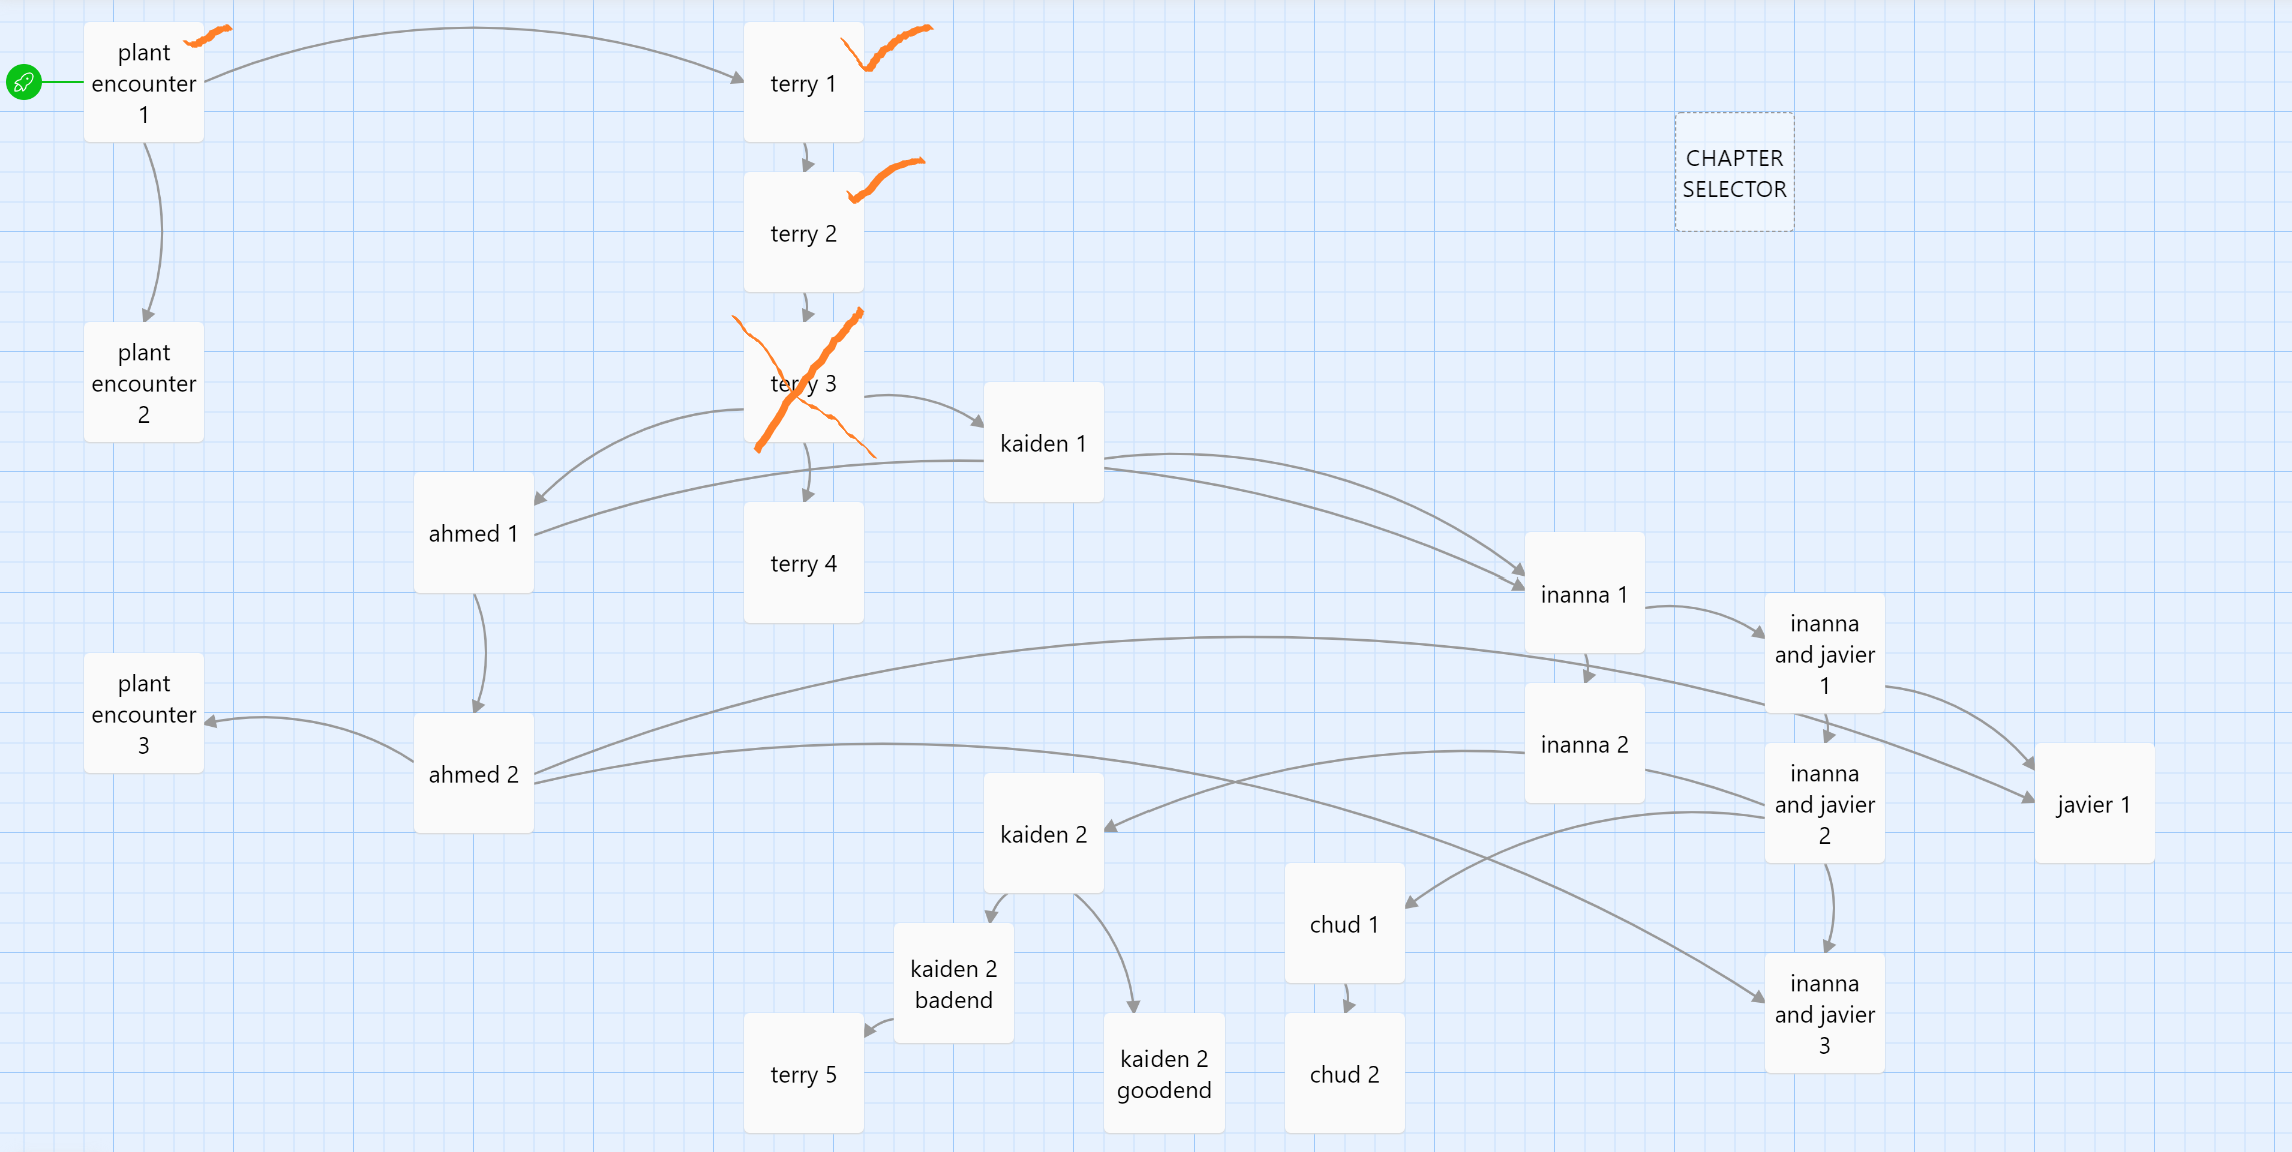 plant
encounter
1
terry 1
CHAPTER
SELECTOR
terry 2
plant
encounter
2
terry 3
kaiden 1
ahmed 1
terry 4
inanna 1
inanna
and javier
1
plant
encounter
3
ahmed 2
inanna 2
inanna
and javier
2
javier 1
kaiden 2
chud 1
kaiden 2
badend
inanna
and javier
3
terry 5
kaiden 2
goodend
chud 2